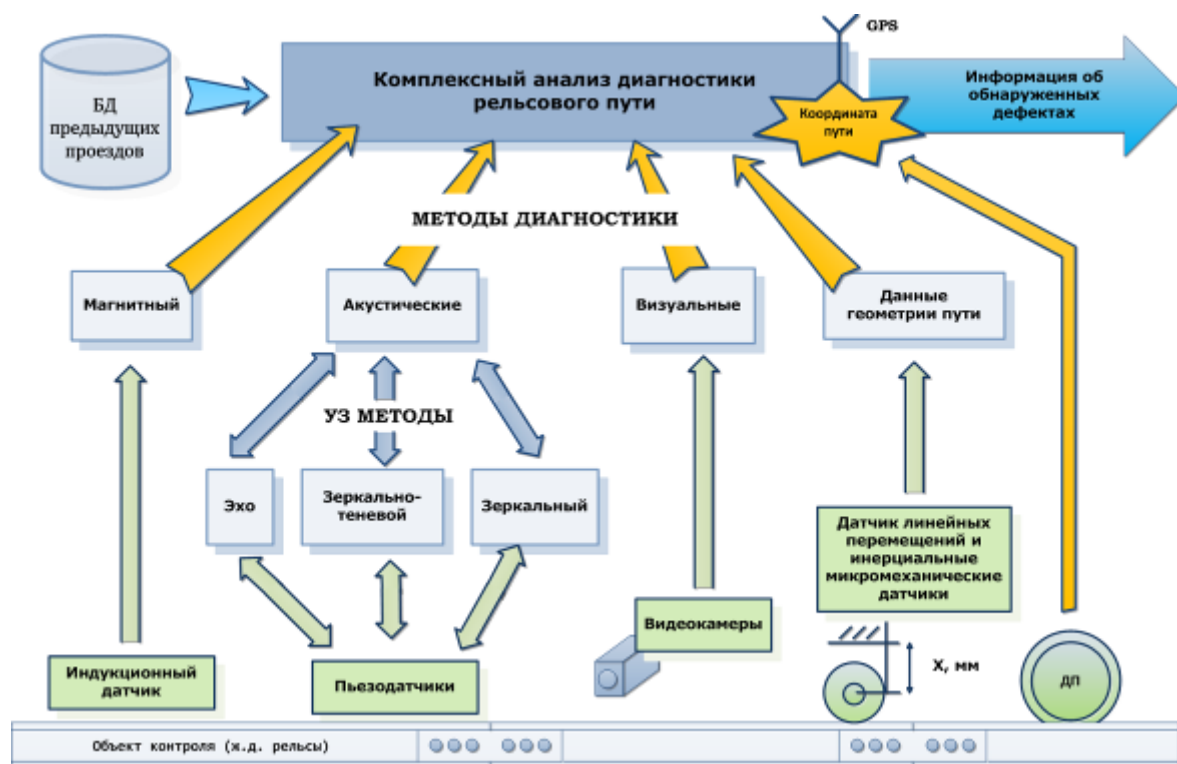 GPS
БД
предыдущих
проездов
Комплексный анализ диагностики
рельсового пути
Координата
пути
Информация об
обнаруженных
дефектах
МЕТОДЫ ДИАГНОСТИКИ
Магнитный
Акустические
Визуальные
Данные
геометрии пути
УЗ МЕТОДЫ
Эхо
Зеркально-
теневой
Зеркальный
Датчик линейных
перемещений и
инерциальные
микромеханические
датчики
Видеокамеры
Индукционный
датчик
Пьезодатчики
X, мм
ДП
Объект контроля (ж.д. рельсы)